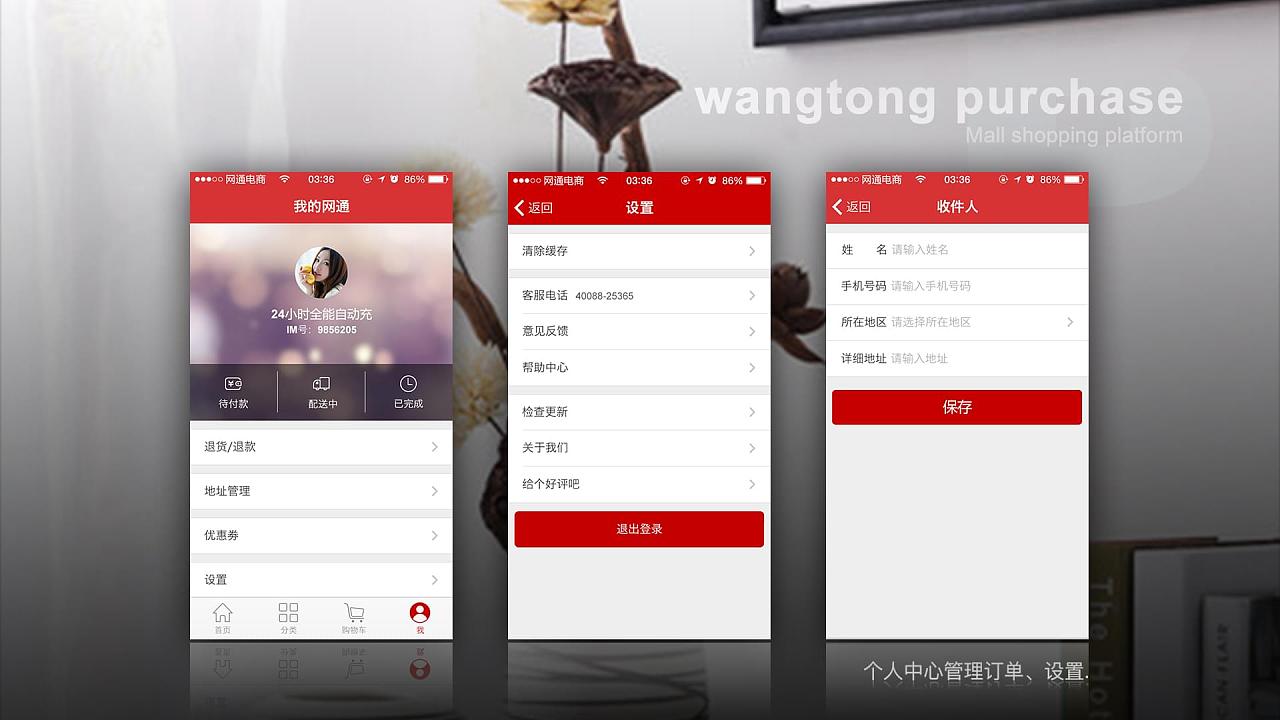 wangtong purchase
Mall shopping platform
网通电商 03:36 86%
我的网通
24小时全能自动充
IM号：9856205
待付款 配送中 已完成
退货/退款
地址管理
优惠券
设置
首页 分类 购物车 我
网通电商 03:36 86%
返回 设置
清除缓存
客服电话 40088-25365
意见反馈
帮助中心
检查更新
关于我们
给个好评吧
退出登录
网通电商 03:36 86%
返回 收件人
姓 名 请输入姓名
手机号码 请输入手机号码
所在地区 请选择所在地区
详细地址 请输入地址
保存
个人中心管理订单、设置.
The Hor
CAN FLAIR